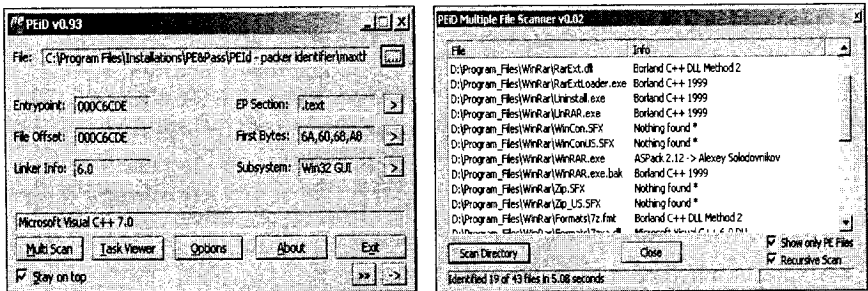 PEiD v0.93
File: C:\Program Files\Installations\PE&Pass\PEId - packer identifier\maxtf
...
Entrypoint: 000C6CDE
EP Section: .text >
File Offset: 000C6CDE
First Bytes: 6A,60,68,A8 >
Linker Info: 6.0
Subsystem: Win32 GUI >
Microsoft Visual C++ 7.0
Multi Scan Task Viewer Options About Exit
Stay on top >> ->
PEiD Multiple File Scanner v0.02
File Info
D:\Program_Files\WinRar\RarExt.dll Borland C++ DLL Method 2
D:\Program_Files\WinRar\RarExtLoader.exe Borland C++ 1999
D:\Program_Files\WinRar\Uninstall.exe Borland C++ 1999
D:\Program_Files\WinRar\UnRAR.exe Borland C++ 1999
D:\Program_Files\WinRar\WinCon.SFX Nothing found *
D:\Program_Files\WinRar\WinConUS.SFX Nothing found *
D:\Program_Files\WinRar\WinRAR.exe ASPack 2.12 -> Alexey Solodovnikov
D:\Program_Files\WinRar\WinRAR.exe.bak Borland C++ 1999
D:\Program_Files\WinRar\Zip.SFX Nothing found *
D:\Program_Files\WinRar\Zip_US.SFX Nothing found *
D:\Program_Files\WinRar\Formats\7z.fmt Borland C++ DLL Method 2
Scan Directory Close
Show only PE Files
Recursive Scan
Identified 19 of 43 files in 5.08 seconds